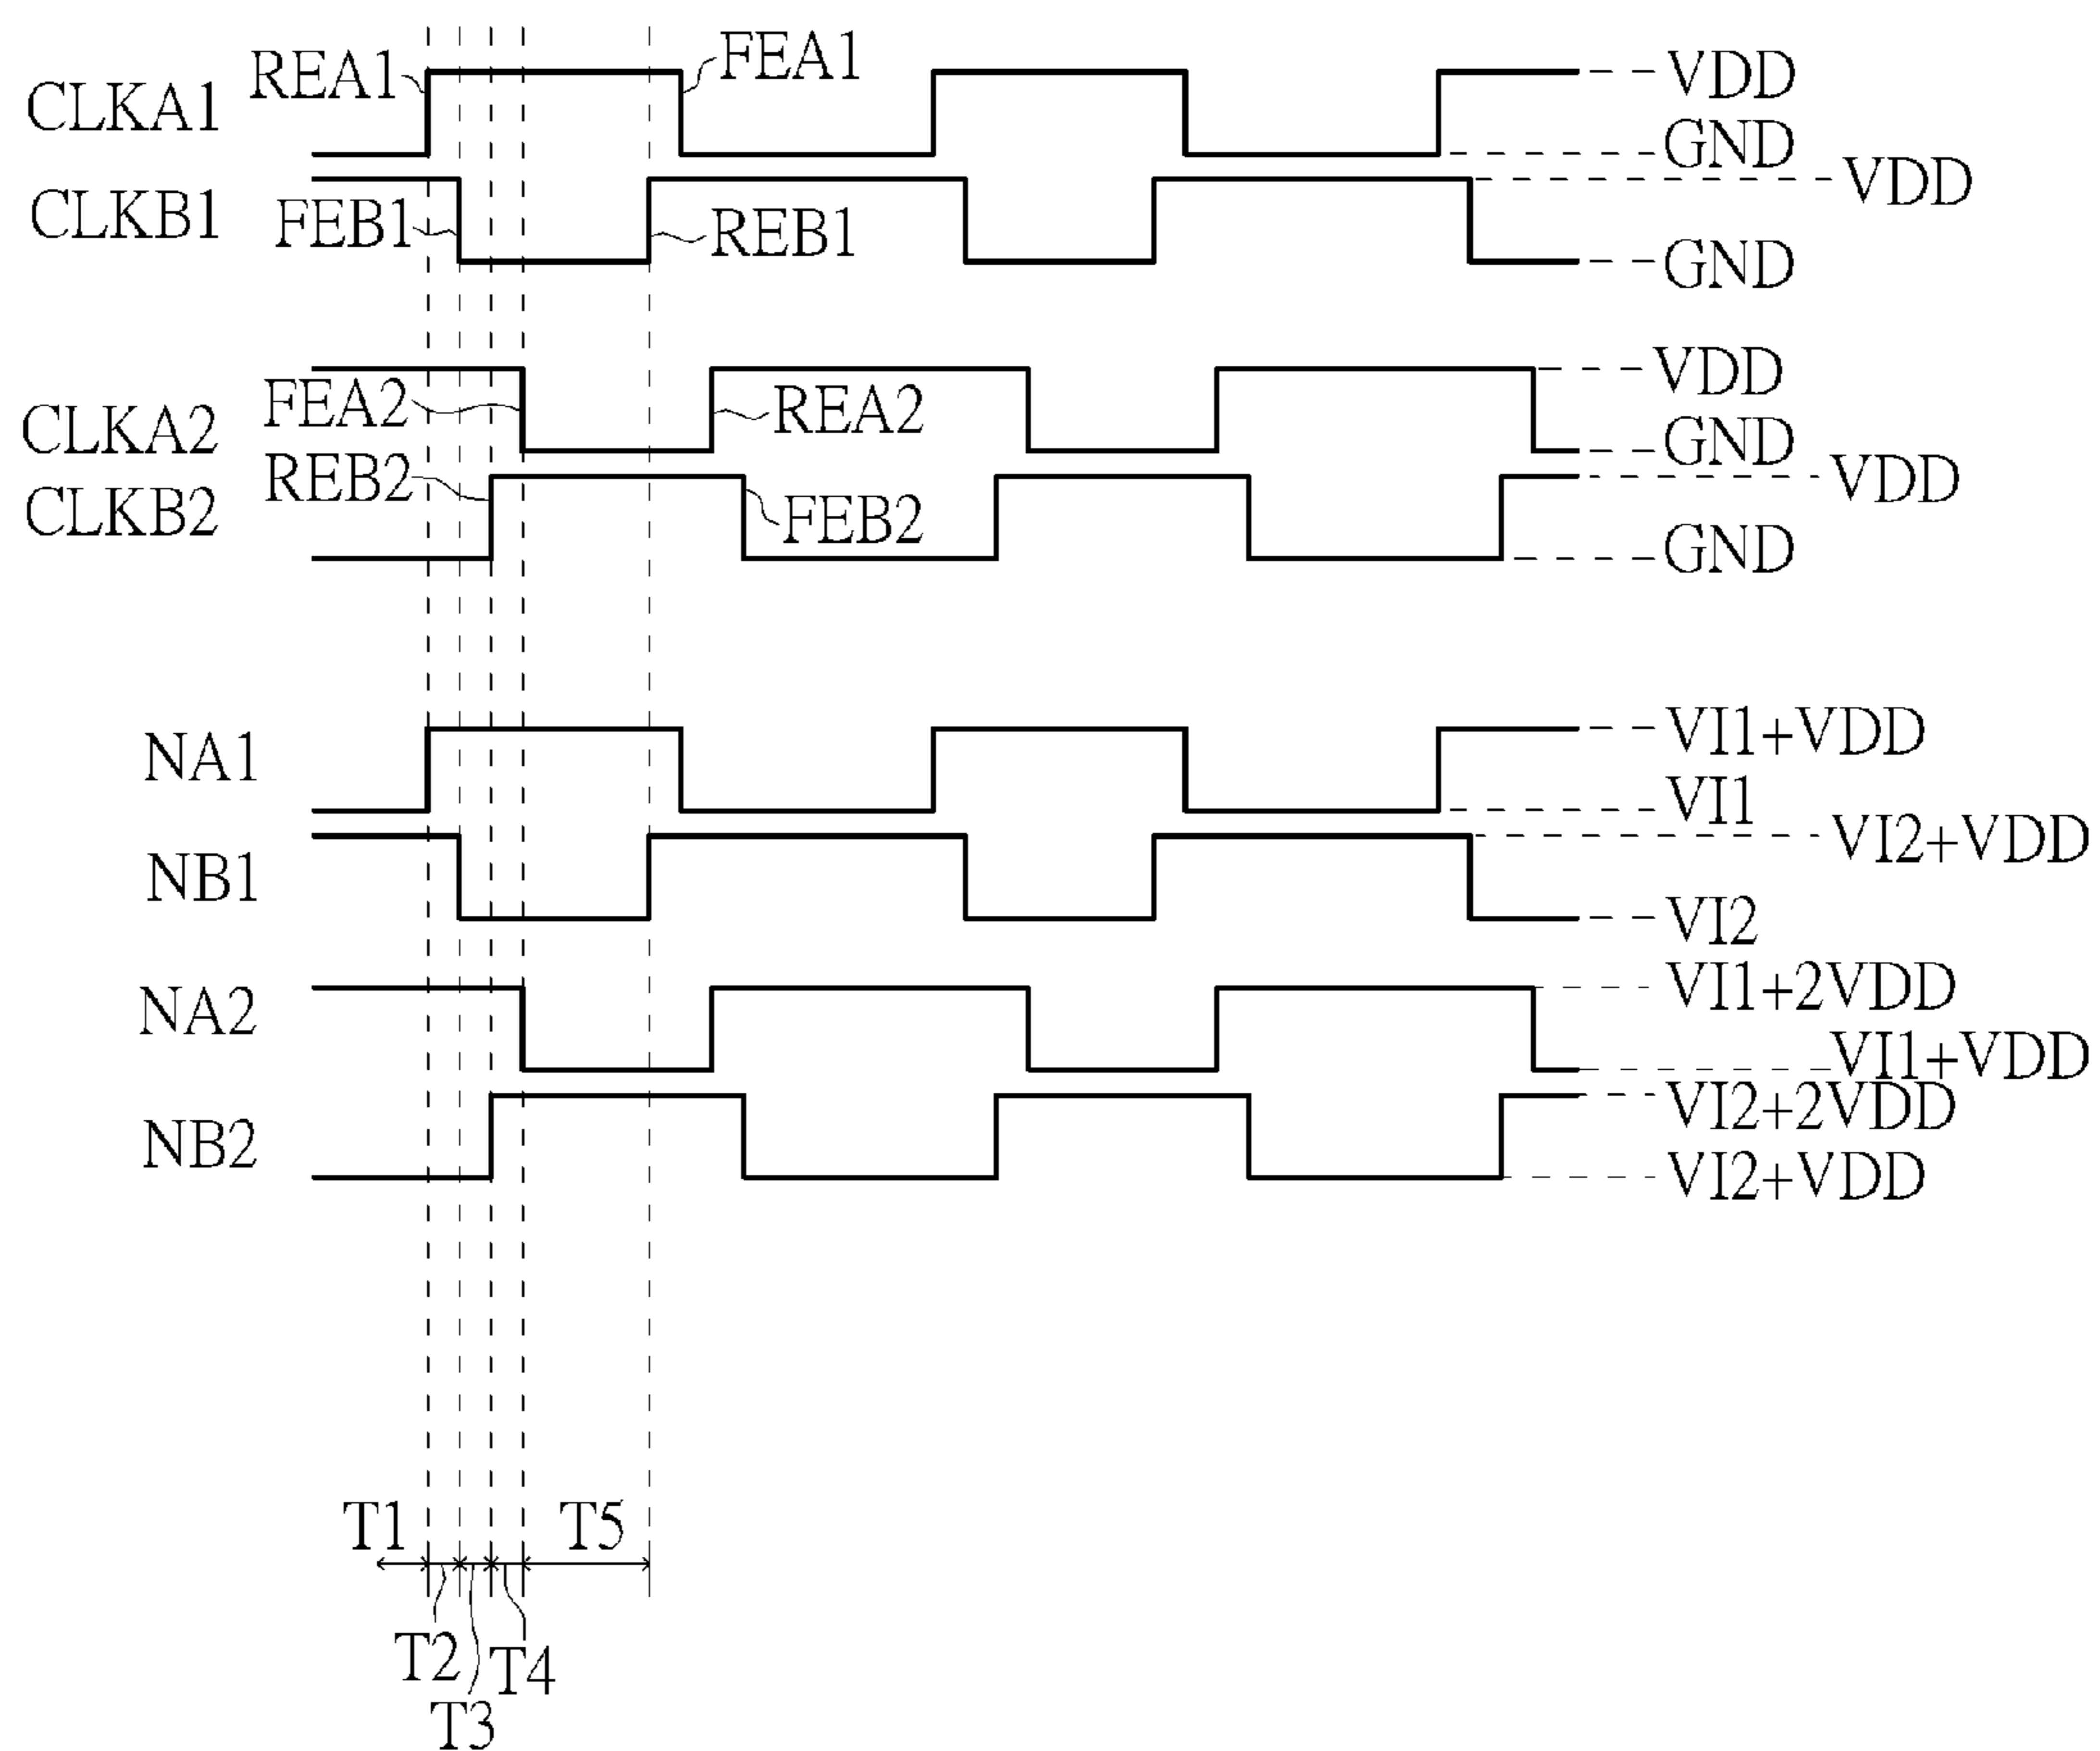 REA1
FEA1
CLKA1
VDD
GND
CLKB1
FEB1
REB1
VDD
GND
CLKA2
FEA2
REA2
VDD
GND
CLKB2
REB2
FEB2
VDD
GND
NA1
VI1+VDD
VI1
NB1
VI2+VDD
VI2
NA2
VI1+2VDD
VI1+VDD
NB2
VI2+2VDD
VI2+VDD
T1
T5
T2
T4
T3